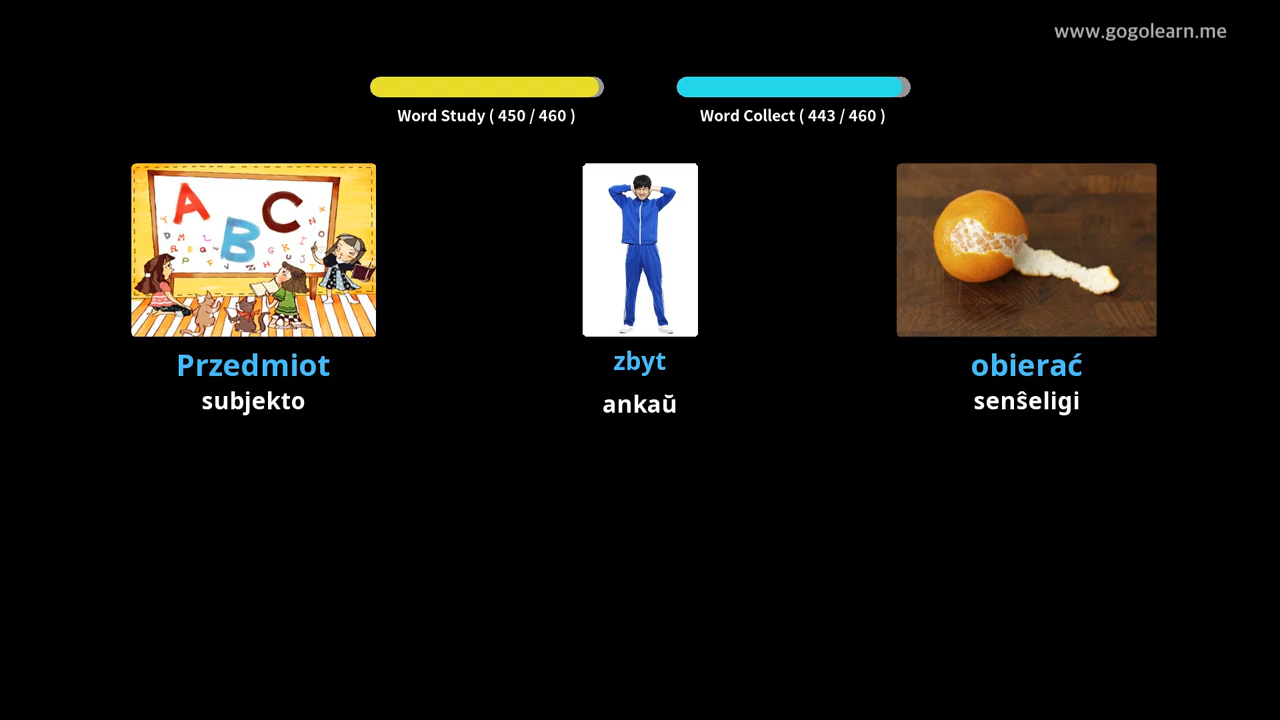 www.gogolearn.me
Word Study ( 450 / 460 )
Word Collect ( 443 / 460 )
A B C
Przedmiot
subjekto
zbyt
ankaŭ
obierać
senŝeligi